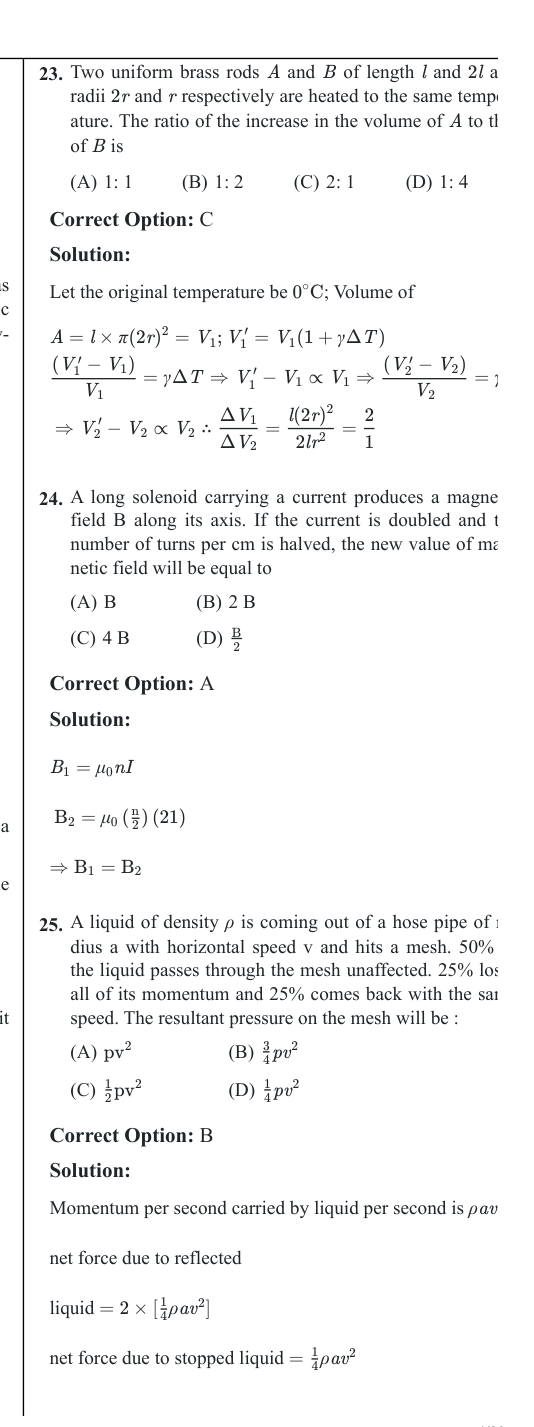 23. Two uniform brass rods A and B of length l and 2l a
radii 2r and r respectively are heated to the same temp
ature. The ratio of the increase in the volume of A to th
of B is
(A) 1: 1 (B) 1: 2 (C) 2: 1 (D) 1: 4
Correct Option: C
Solution:
Let the original temperature be 0°C; Volume of
A = l × π(2r)² = V₁; V₁′ = V₁(1 + γΔT)
(V₁′ − V₁)/V₁ = γΔT ⇒ V₁′ − V₁ ∝ V₁ ⇒ (V₂′ − V₂)/V₂ =
⇒ V₂′ − V₂ ∝ V₂ ∴ ΔV₁/ΔV₂ = l(2r)²/2lr² = 2/1
24. A long solenoid carrying a current produces a magne
field B along its axis. If the current is doubled and t
number of turns per cm is halved, the new value of ma
netic field will be equal to
(A) B (B) 2 B
(C) 4 B (D) B/2
Correct Option: A
Solution:
B₁ = μ₀nI
B₂ = μ₀ (n/2) (21)
⇒ B₁ = B₂
25. A liquid of density ρ is coming out of a hose pipe of
dius a with horizontal speed v and hits a mesh. 50%
the liquid passes through the mesh unaffected. 25% los
all of its momentum and 25% comes back with the sar
speed. The resultant pressure on the mesh will be :
(A) pv² (B) ¾pv²
(C) ½pv² (D) ¼pv²
Correct Option: B
Solution:
Momentum per second carried by liquid per second is ρav
net force due to reflected
liquid = 2 × [¼ρav²]
net force due to stopped liquid = ¼ρav²